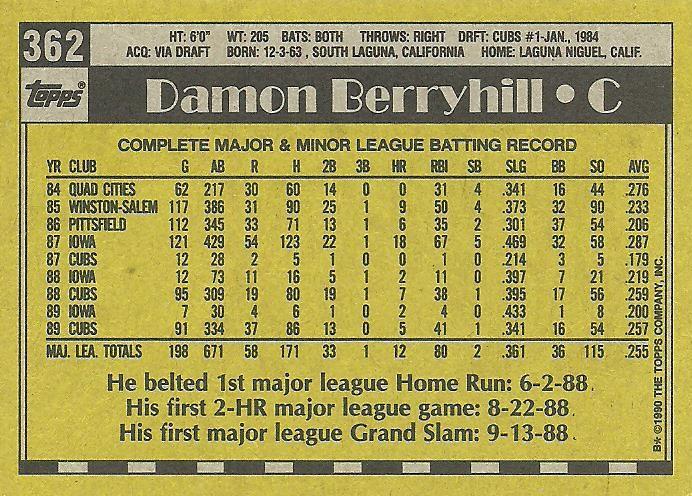 362
HT: 6'0" WT: 205 BATS: BOTH THROWS: RIGHT DRFT: CUBS #1-JAN., 1984
ACQ: VIA DRAFT BORN: 12-3-63 , SOUTH LAGUNA, CALIFORNIA HOME: LAGUNA NIGUEL, CALIF.
TOPPS® Damon Berryhill • C
COMPLETE MAJOR & MINOR LEAGUE BATTING RECORD
YR CLUB G AB R H 2B 3B HR RBI SB SLG BB SO AVG
84 QUAD CITIES 62 217 30 60 14 0 0 31 4 .341 16 44 .276
85 WINSTON-SALEM 117 386 31 90 25 1 9 50 4 .373 32 90 .233
86 PITTSFIELD 112 345 33 71 13 1 6 35 2 .301 37 54 .206
87 IOWA 121 429 54 123 22 1 18 67 5 .469 32 58 .287
87 CUBS 12 28 2 5 1 0 0 1 0 .214 3 5 .179
88 IOWA 12 73 11 16 5 1 2 11 0 .397 7 21 .219
88 CUBS 95 309 19 80 19 1 7 38 1 .395 17 56 .259
89 IOWA 7 30 4 6 1 0 2 4 0 .433 1 8 .200
89 CUBS 91 334 37 86 13 0 5 41 1 .341 16 54 .257
MAJ. LEA. TOTALS 198 671 58 171 33 1 12 80 2 .361 36 115 .255
He belted 1st major league Home Run: 6-2-88.
His first 2-HR major league game: 8-22-88.
His first major league Grand Slam: 9-13-88.
B* ©1990 THE TOPPS COMPANY, INC.